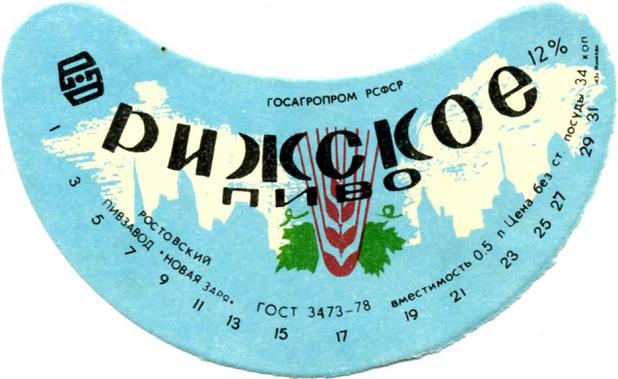 ГОСАГРОПРОМ РСФСР
12%
рижское
пиво
РОСТОВСКИЙ
ПИВЗАВОД "НОВАЯ ЗАРЯ"
ГОСТ 3473-78
вместимость 0.5 л Цена без ст. посуды 34 коп
1 3 5 7 9 11 13 15 17 19 21 23 25 27 29 31